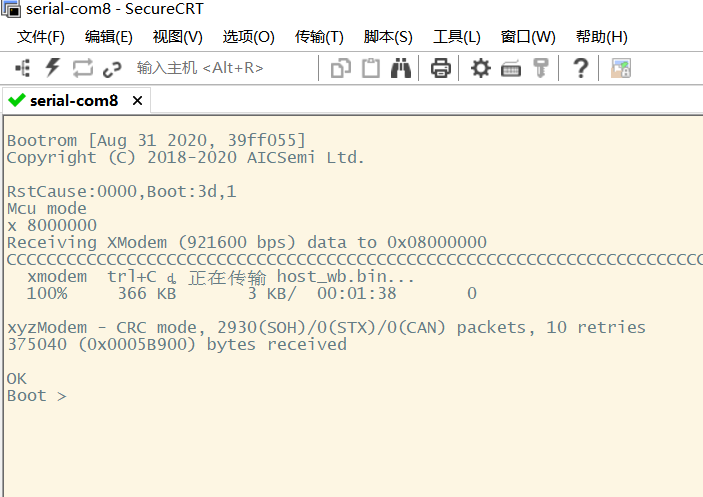 serial-com8 - SecureCRT
文件(F) 编辑(E) 视图(V) 选项(O) 传输(T) 脚本(S) 工具(L) 窗口(W) 帮助(H)
输入主机 <Alt+R>
serial-com8 ×
Bootrom [Aug 31 2020, 39ff055]
Copyright (C) 2018-2020 AICSemi Ltd.
RstCause:0000,Boot:3d,1
Mcu mode
x 8000000
Receiving XModem (921600 bps) data to 0x08000000
CCCCCCCCCCCCCCCCCCCCCCCCCCCCCCCCCCCCCCCCCCCCCCCCCCCCCCCCCCCCCCCCCCCCCC
xmodem trl+C 正在传输 host_wb.bin...
100% 366 KB 3 KB/ 00:01:38 0
xyzModem - CRC mode, 2930(SOH)/0(STX)/0(CAN) packets, 10 retries
375040 (0x0005B900) bytes received
OK
Boot >